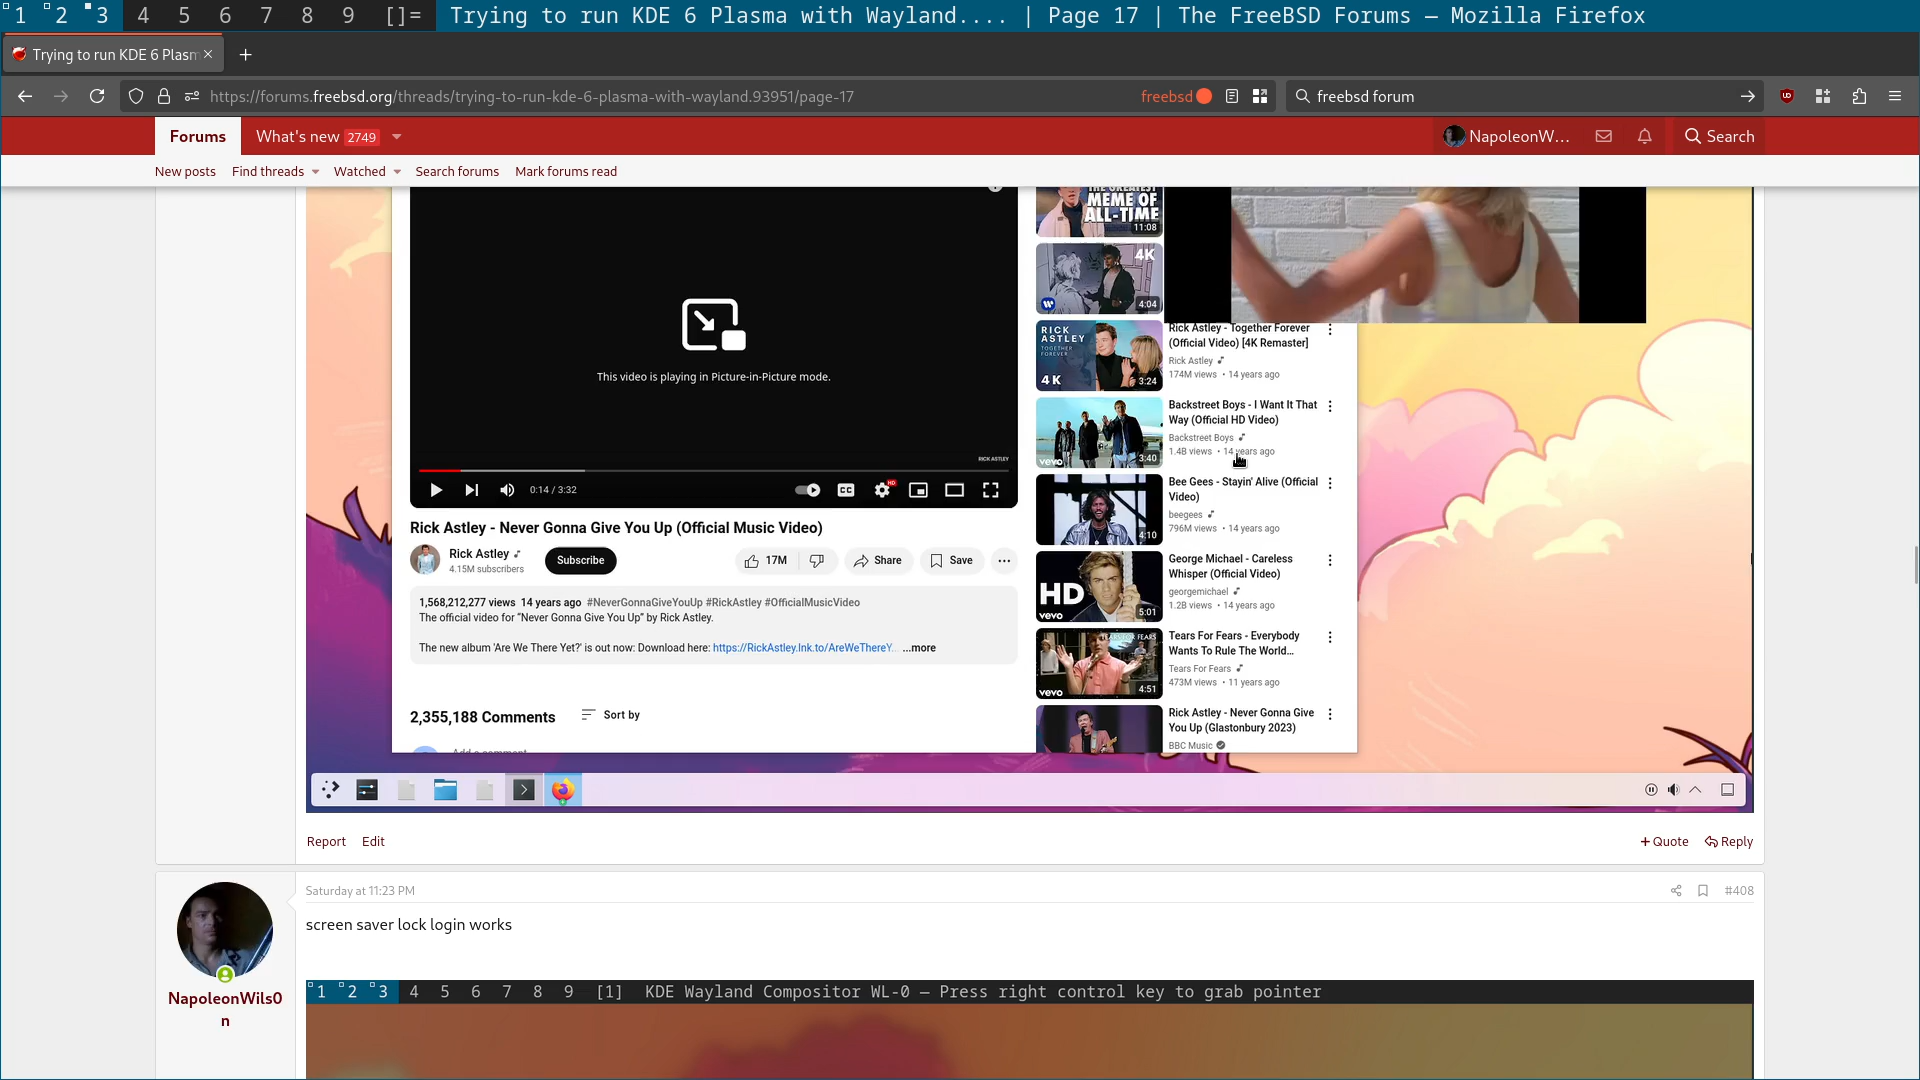 1 2 3 4 5 6 7 8 9 []= Trying to run KDE 6 Plasma with Wayland.... | Page 17 | The FreeBSD Forums — Mozilla Firefox
Trying to run KDE 6 Plasm
https://forums.freebsd.org/threads/trying-to-run-kde-6-plasma-with-wayland.93951/page-17
freebsd
freebsd forum
Forums
What's new 2749
NapoleonW...
Search
New posts
Find threads
Watched
Search forums
Mark forums read
THE GREATEST
MEME OF
ALL-TIME
11:08
4K
4:04
RICK
ASTLEY
TOGETHER
FOREVER
4K
3:24
Rick Astley - Together Forever
(Official Video) [4K Remaster]
Rick Astley
174M views • 14 years ago
vevo
3:40
Backstreet Boys - I Want It That
Way (Official HD Video)
Backstreet Boys
1.4B views • 14 years ago
4:10
Bee Gees - Stayin' Alive (Official
Video)
beegees
796M views • 14 years ago
HD
vevo
5:01
George Michael - Careless
Whisper (Official Video)
georgemichael
1.2B views • 14 years ago
TEARS FOR FEARS
vevo
4:51
Tears For Fears - Everybody
Wants To Rule The World...
Tears For Fears
473M views • 11 years ago
Rick Astley - Never Gonna Give
You Up (Glastonbury 2023)
BBC Music
This video is playing in Picture-in-Picture mode.
RICK ASTLEY
0:14 / 3:32
CC
HD
Rick Astley - Never Gonna Give You Up (Official Music Video)
Rick Astley
4.15M subscribers
Subscribe
17M
Share
Save
1,568,212,277 views 14 years ago #NeverGonnaGiveYouUp #RickAstley #OfficialMusicVideo
The official video for “Never Gonna Give You Up” by Rick Astley.
The new album 'Are We There Yet?' is out now: Download here: https://RickAstley.lnk.to/AreWeThereY... ...more
2,355,188 Comments
Sort by
Add a comment
Report
Edit
+ Quote
Reply
Saturday at 11:23 PM
#408
screen saver lock login works
NapoleonWils0
n
1 2 3 4 5 6 7 8 9 [1] KDE Wayland Compositor WL-0 — Press right control key to grab pointer